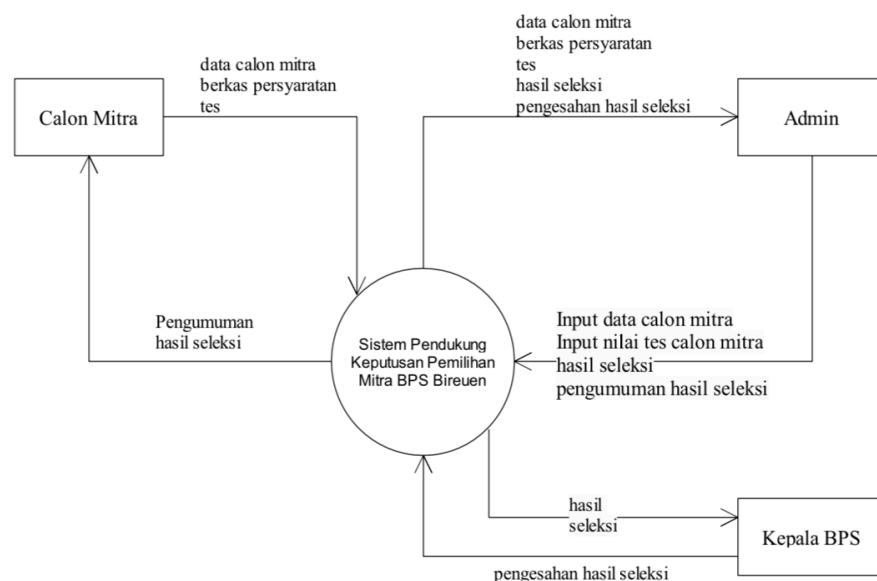 data calon mitra
berkas persyaratan
tes
Calon Mitra
data calon mitra
berkas persyaratan
tes
hasil seleksi
pengesahan hasil seleksi
Admin
Pengumuman
hasil seleksi
Sistem Pendukung
Keputusan Pemilihan
Mitra BPS Bireuen
Input data calon mitra
Input nilai tes calon mitra
hasil seleksi
pengumuman hasil seleksi
hasil
seleksi
Kepala BPS
pengesahan hasil seleksi